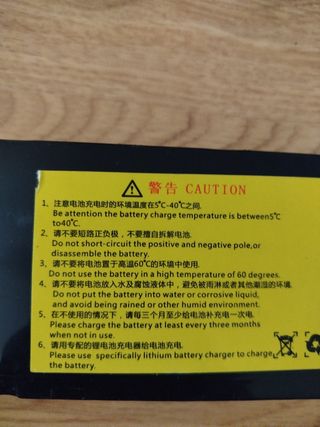 警告 CAUTION
1、注意电池充电时的环境温度在5℃-40℃之间.
Be attention the battery charge temperature is between5℃
to40℃.
2、请不要短路正负极，不要擅自拆解电池.
Do not short-circuit the positive and negative pole,or
disassemble the battery.
3、请不要将电池置于高温60℃的环境中使用.
Do not use the battery in a high temperature of 60 degrees.
4、请不要将电池放入水及腐蚀液体中，避免被雨淋或者其他潮湿的环境.
Do not put the battery into water or corrosive liquid,
and avoid being rained or other humid environment.
5、在不使用的情况下，请每三个月至少给电池补充充电一次电.
Please charge the battery at least every three months
when not in use.
6、请用专配的锂电池充电器给电池充电.
Please use specifically lithium battery charger to charge
the battery.